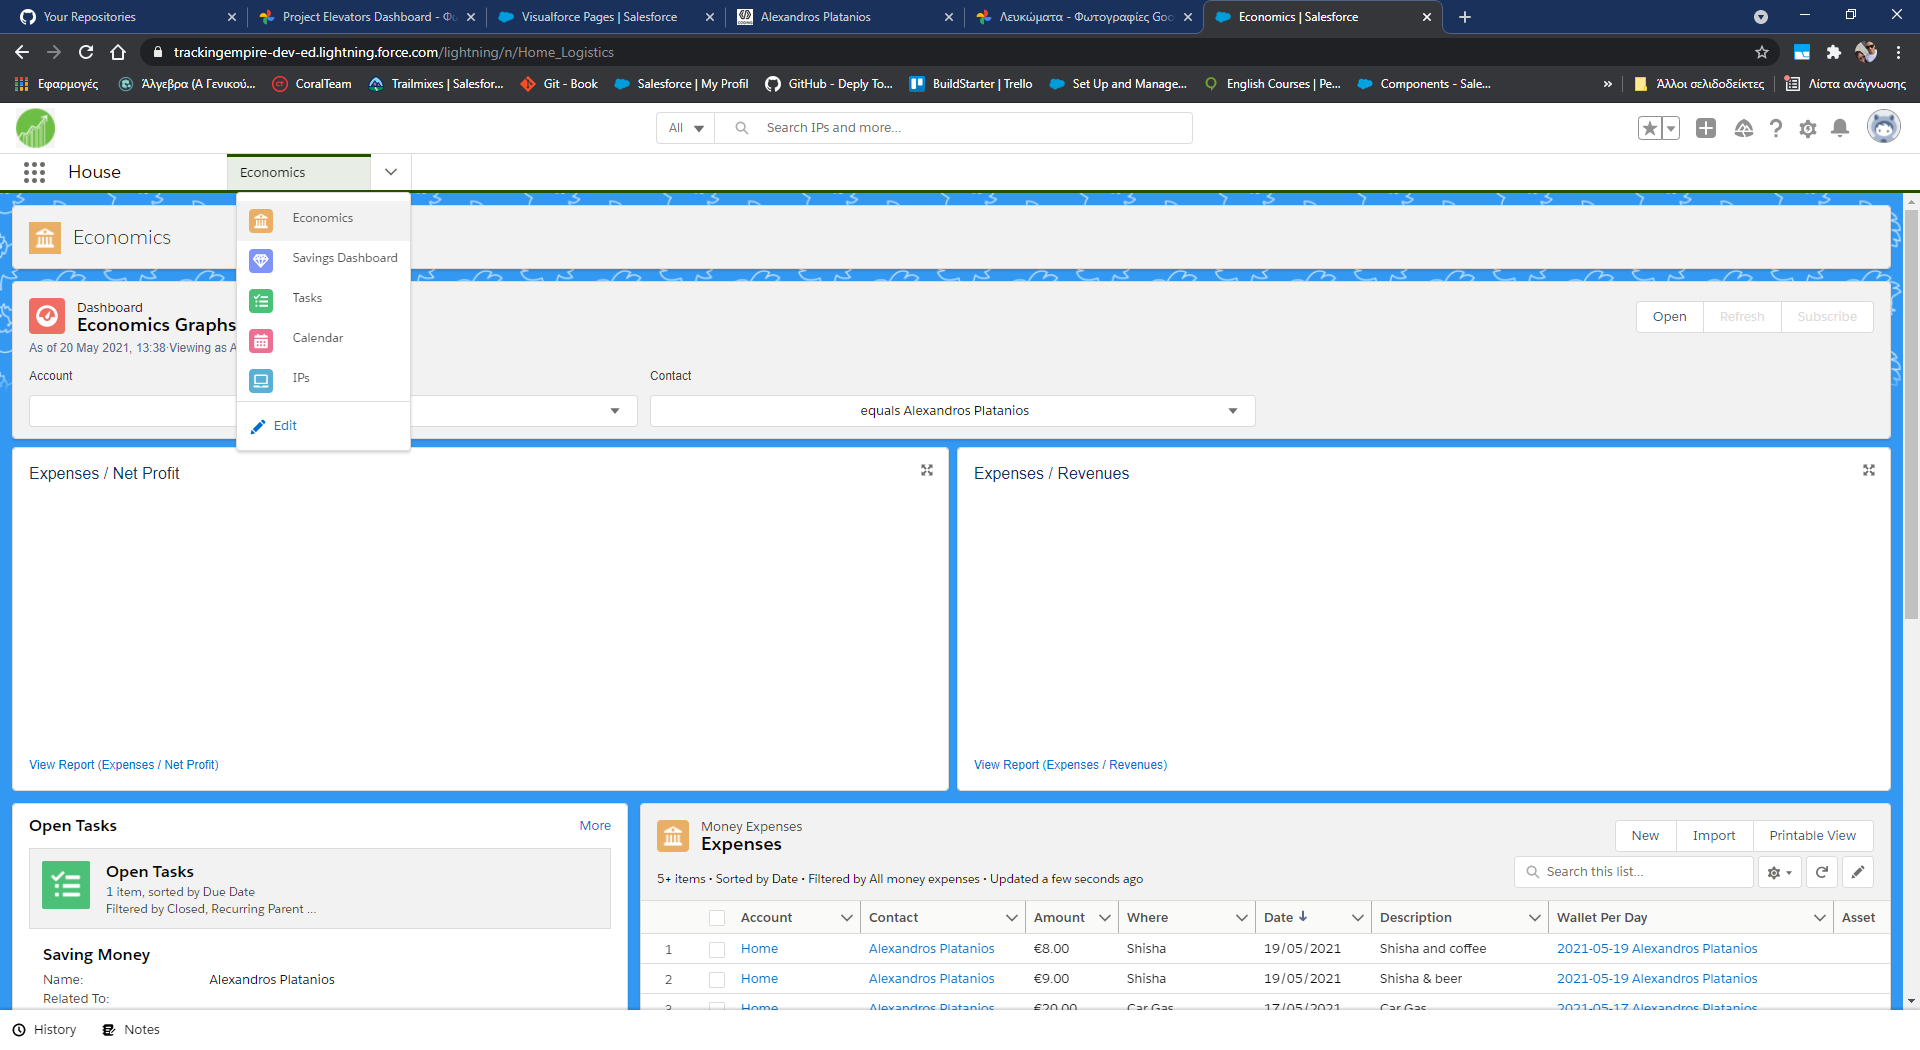 Your Repositories
Project Elevators Dashboard - Φω
Visualforce Pages | Salesforce
Alexandros Platanios
Λευκώματα - Φωτογραφίες Goo
Economics | Salesforce
trackingempire-dev-ed.lightning.force.com/lightning/n/Home_Logistics
Εφαρμογές
Άλγεβρα (Α Γενικού...
CoralTeam
Trailmixes | Salesfor...
Git - Book
Salesforce | My Profil
GitHub - Deply To...
BuildStarter | Trello
Set Up and Manage...
English Courses | Pe...
Components - Sale...
»
Άλλοι σελιδοδείκτες
Λίστα ανάγνωσης
All
Search IPs and more...
House
Economics
Economics
Savings Dashboard
Tasks
Calendar
IPs
Edit
Economics
Dashboard
Economics Graphs
As of 20 May 2021, 13:38·Viewing as A
Open
Refresh
Subscribe
Account
Contact
equals Alexandros Platanios
Expenses / Net Profit
View Report (Expenses / Net Profit)
Expenses / Revenues
View Report (Expenses / Revenues)
Open Tasks
More
Open Tasks
1 item, sorted by Due Date
Filtered by Closed, Recurring Parent ...
Saving Money
Name: Alexandros Platanios
Related To:
Money Expenses
Expenses
New
Import
Printable View
5+ items • Sorted by Date • Filtered by All money expenses • Updated a few seconds ago
Search this list...
Account Contact Amount Where Date Description Wallet Per Day Asset
1 Home Alexandros Platanios €8.00 Shisha 19/05/2021 Shisha and coffee 2021-05-19 Alexandros Platanios
2 Home Alexandros Platanios €9.00 Shisha 19/05/2021 Shisha & beer 2021-05-19 Alexandros Platanios
3 Home Alexandros Platanios €20.00 Car Gas 17/05/2021 Car Gas 2021-05-17 Alexandros Platanios
History
Notes